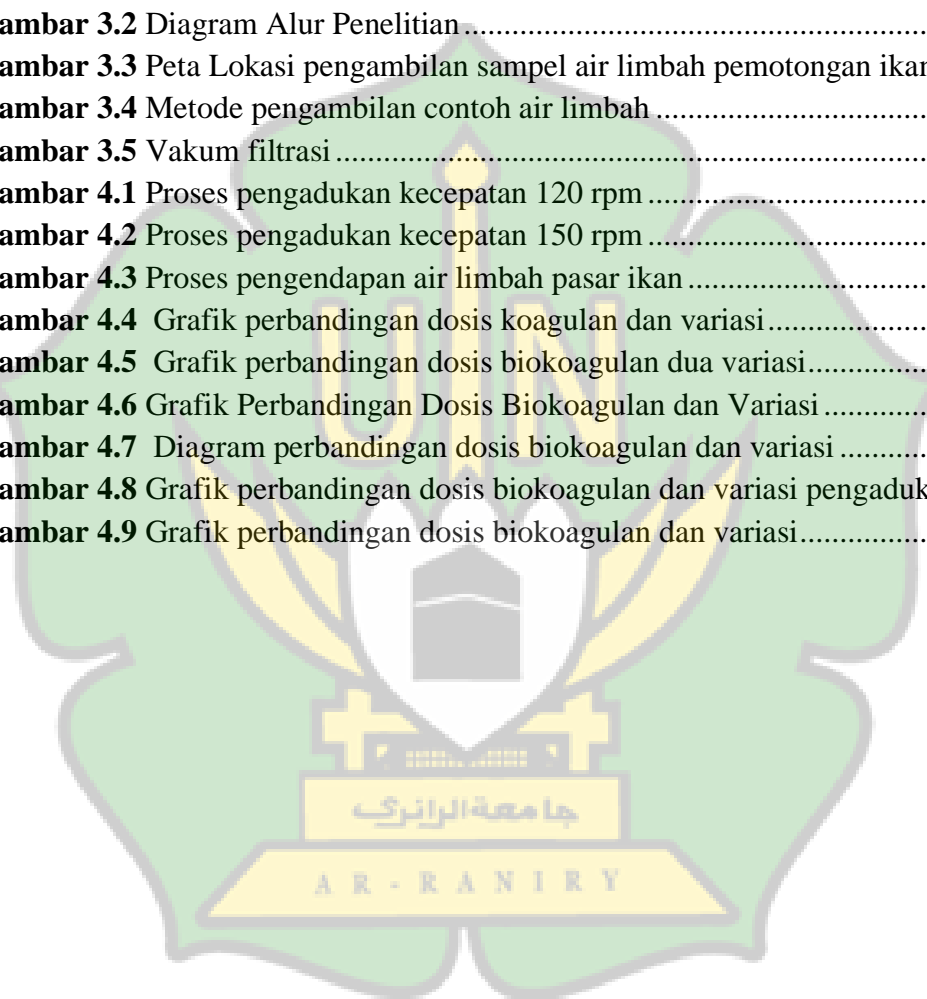 ambar 3.2 Diagram Alur Penelitian ...............................................................
ambar 3.3 Peta Lokasi pengambilan sampel air limbah pemotongan ikan
ambar 3.4 Metode pengambilan contoh air limbah ....................................
ambar 3.5 Vakum filtrasi ................................................................................
ambar 4.1 Proses pengadukan kecepatan 120 rpm .....................................
ambar 4.2 Proses pengadukan kecepatan 150 rpm .....................................
ambar 4.3 Proses pengendapan air limbah pasar ikan ................................
ambar 4.4 Grafik perbandingan dosis koagulan dan variasi.....................
ambar 4.5 Grafik perbandingan dosis biokoagulan dua variasi................
ambar 4.6 Grafik Perbandingan Dosis Biokoagulan dan Variasi ..............
ambar 4.7 Diagram perbandingan dosis biokoagulan dan variasi ............
ambar 4.8 Grafik perbandingan dosis biokoagulan dan variasi pengaduk
ambar 4.9 Grafik perbandingan dosis biokoagulan dan variasi.................
UIN
جامعة الرانري
AR-RANIRY